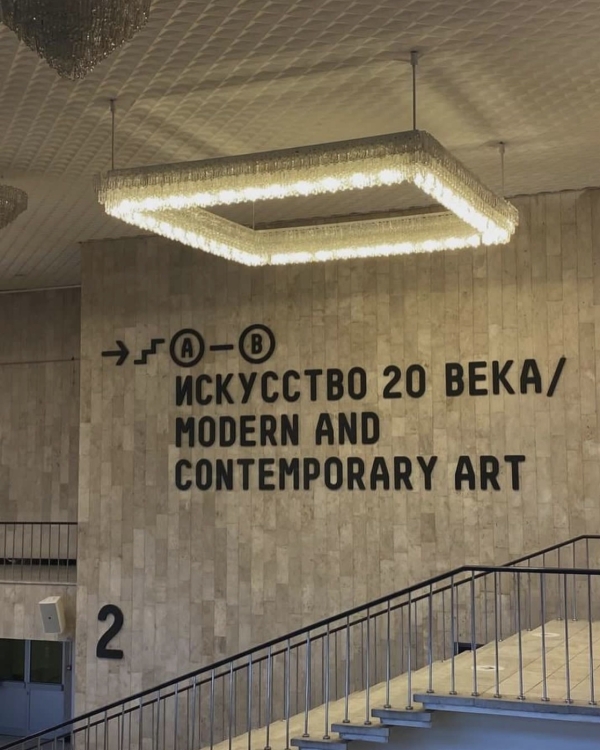 → A – B
ИСКУССТВО 20 ВЕКА/
MODERN AND
CONTEMPORARY ART
2